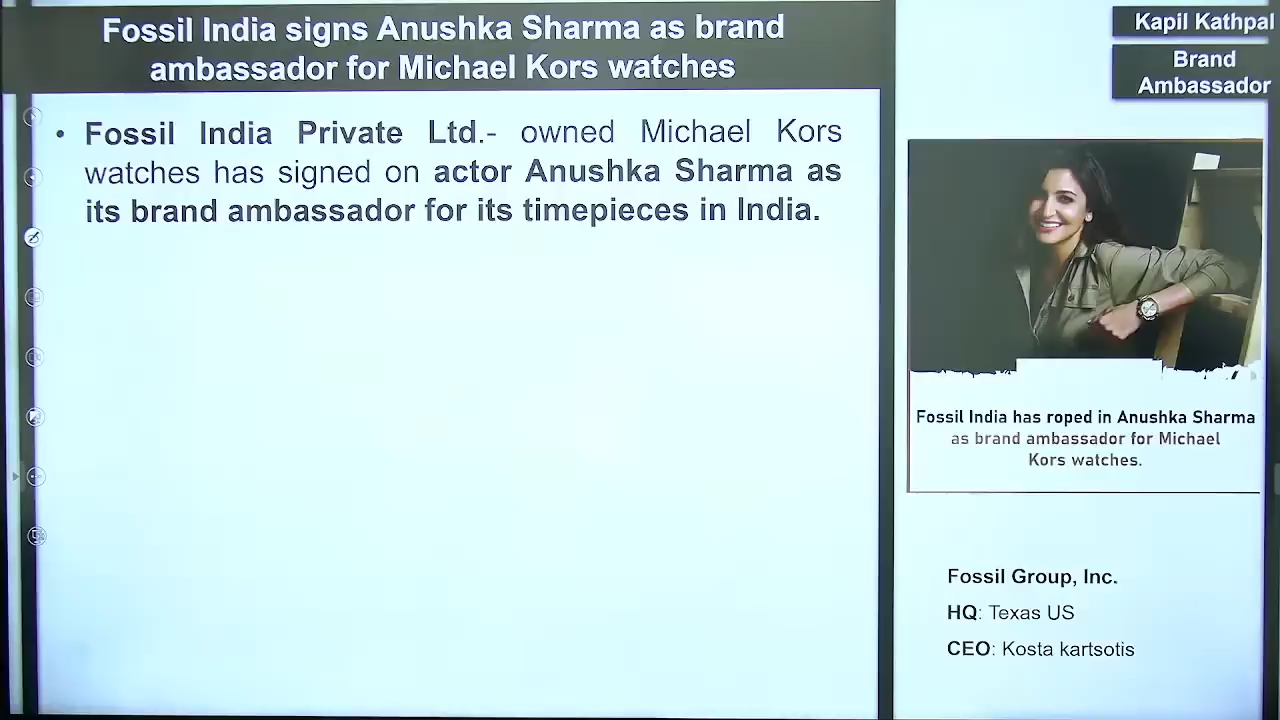 Fossil India signs Anushka Sharma as brand
ambassador for Michael Kors watches
• Fossil India Private Ltd.- owned Michael Kors
watches has signed on actor Anushka Sharma as
its brand ambassador for its timepieces in India.
Kapil Kathpal
Brand
Ambassador
Fossil India has roped in Anushka Sharma
as brand ambassador for Michael
Kors watches.
Fossil Group, Inc.
HQ: Texas US
CEO: Kosta kartsotis